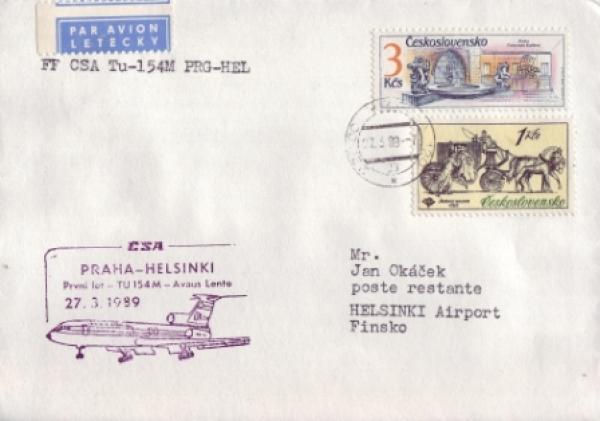 PAR AVION
LETECKY
FF CSA Tu-154M PRG-HEL
Československo
3
Kčs
1 Kčs
Československo
ČSA
PRAHA-HELSINKI
První let - TU 154M - Avaus Lento
27. 3. 1989
Mr.
Jan Okáček
poste restante
HELSINKI Airport
Finsko